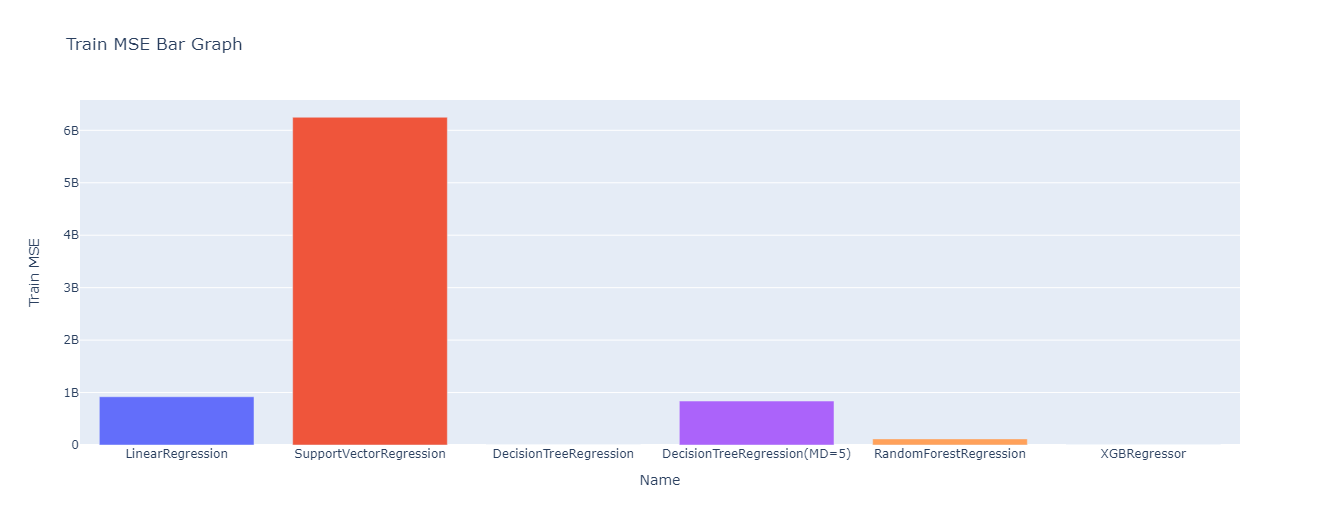 Train MSE Bar Graph
Train MSE
6B
5B
4B
3B
2B
1B
0
LinearRegression
SupportVectorRegression
DecisionTreeRegression
DecisionTreeRegression(MD=5)
RandomForestRegression
XGBRegressor
Name